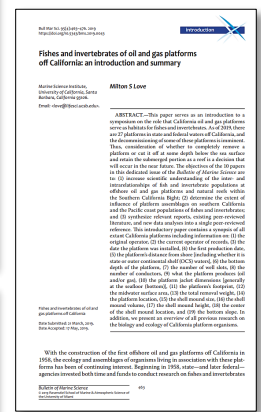 Bull Mar Sci. 95(4):463–476. 2019
https://doi.org/10.5343/bms.2019.0045
introduction
Fishes and invertebrates of oil and gas platforms
off California: an introduction and summary
Marine Science Institute,
University of California, Santa
Barbara, California 93106.
Milton S Love
ABSTRACT.—This paper serves as an introduction to a
symposium on the role that California oil and gas platforms
serve as habitats for fishes and invertebrates. As of 2019, there
are 27 platforms in state and federal waters off California, and
the decommissioning of some of these platforms is imminent.
Thus, consideration of whether to completely remove a
platform or cut it off at some depth below the sea surface
and retain the submerged portion as a reef is a decision that
will occur in the near future. The objectives of the 10 papers
in this dedicated issue of the Bulletin of Marine Science are
to: (1) increase scientific understanding of the inter- and
intrarelationships of fish and invertebrate populations at
offshore oil and gas platforms and natural reefs within
the Southern California Bight; (2) determine the extent of
influence of platform assemblages on southern California
and the Pacific coast populations of fishes and invertebrates;
and (3) synthesize relevant reports, existing peer-reviewed
literature, and new data analyses into a single peer-reviewed
literature. This introductory paper contains a synopsis of all
extant California platforms including information on: (1) the
original operator, (2) the current operator of records, (3) the
date the platform was installed, (4) the first production date,
(5) the platform's distance from shore (including whether it is
state or outer continental shelf (OCS) waters), (6) the bottom
depth of the platform, (7) the number of well slots, (8) the
number of conductors, (9) what the platform produces (oil
and/or gas), (10) the platform jacket dimensions (generally
at the seafloor [bottom]), (11) the platform's footprint, (12)
the midwater surface area, (13) the total removal weight, (14)
the platform location, (15) the shell mound size, (16) the shell
mound volume, (17) the shell mound height, (18) the center
of the shell mound location, and (19) the bottom slope. In
addition, we present an overview of all previous research on
the biology and ecology of California platform organisms.
Fishes and invertebrates of oil and
gas platforms off California
Date Submitted: 21 March, 2019.
Date Accepted: 17 May, 2019.
With the construction of the first offshore oil and gas platforms off California in
1958, the ecology and assemblages of organisms living in association with these plat-
forms has been of continuing interest. Beginning in 1958, state—and later federal—
agencies invested both time and funds to conduct research on fishes and invertebrates
Bulletin of Marine Science
463